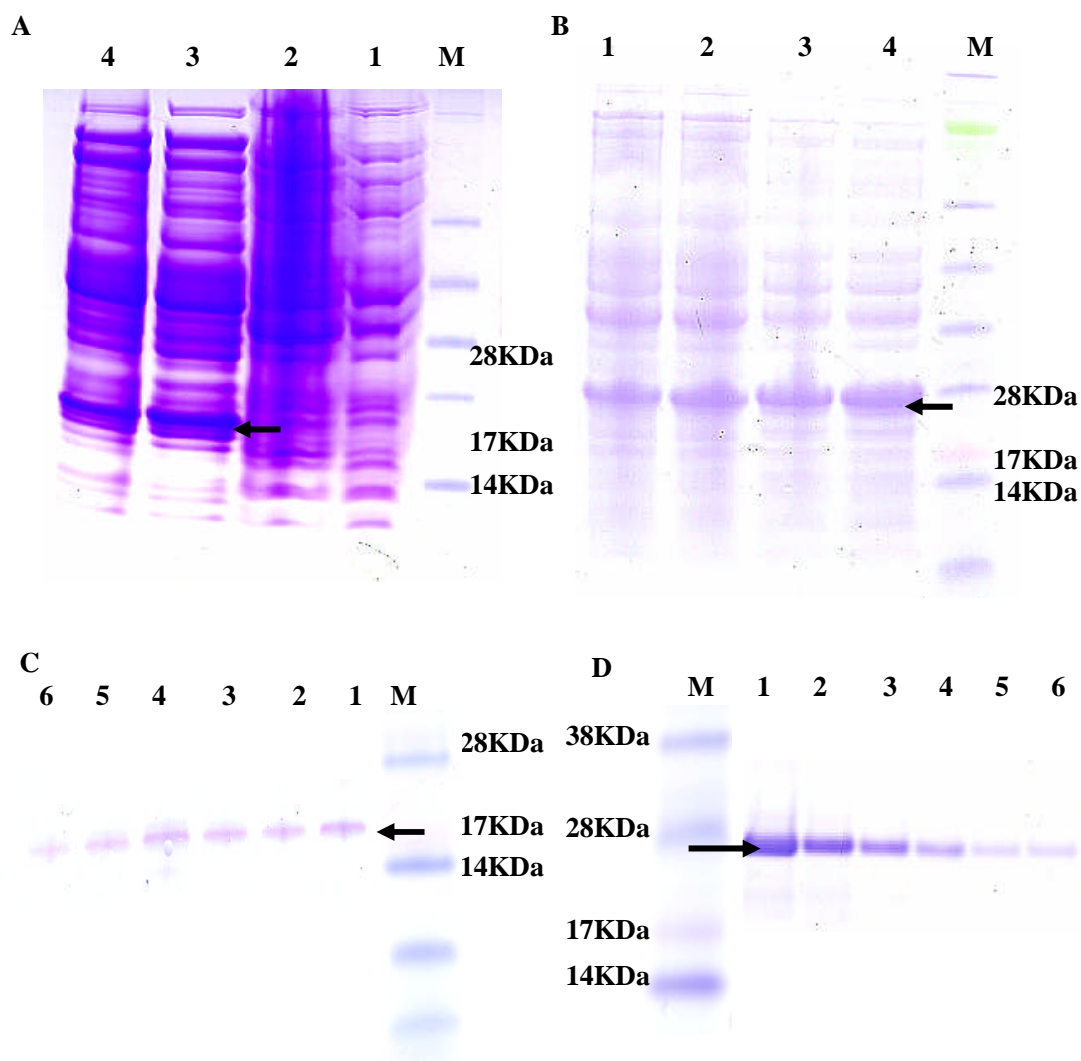 A
4 3 2 1 M
28KDa
17KDa
14KDa
B
1 2 3 4 M
28KDa
17KDa
14KDa
C
6 5 4 3 2 1 M
28KDa
17KDa
14KDa
D
M 1 2 3 4 5 6
38KDa
28KDa
17KDa
14KDa